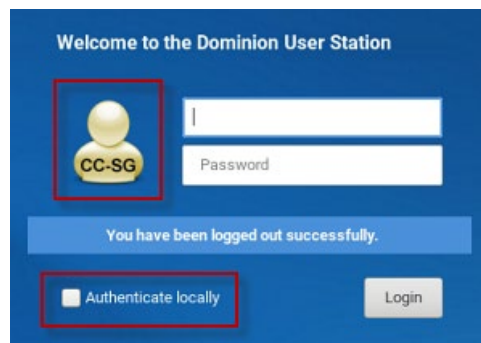 Welcome to the Dominion User Station
CC-SG
Password
You have been logged out successfully.
Authenticate locally
Login